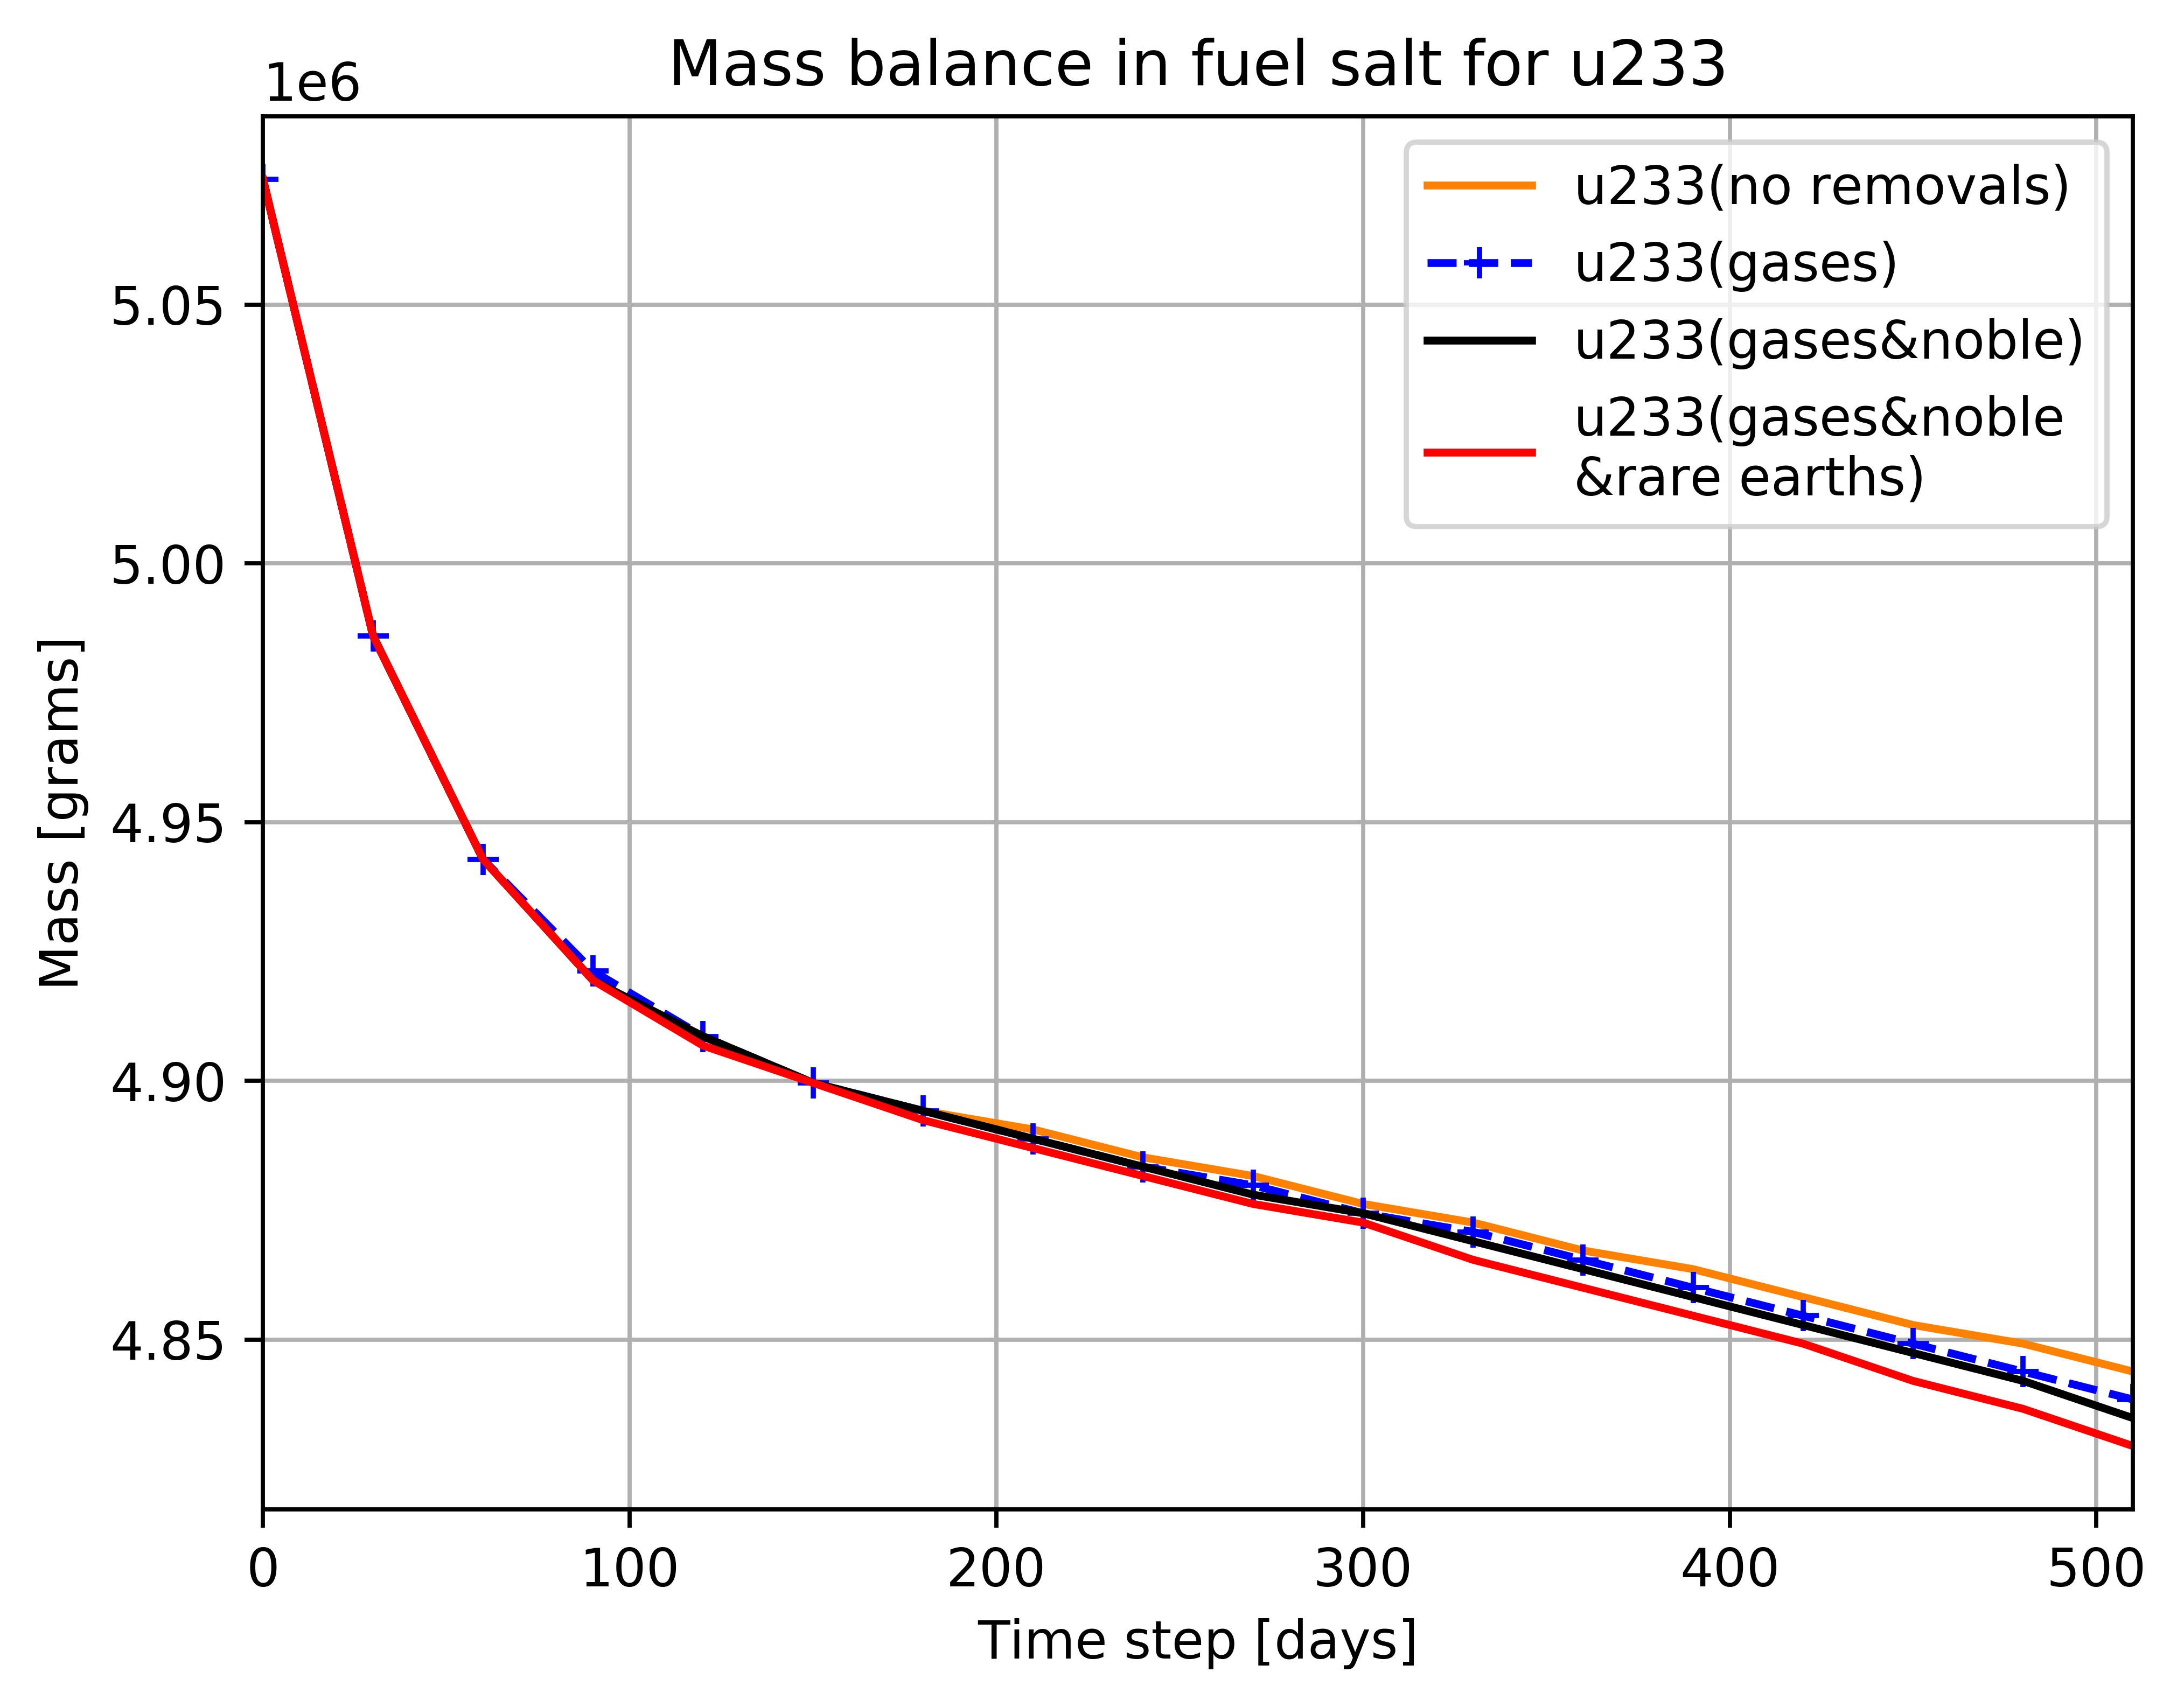 Mass balance in fuel salt for u233
1e6
u233(no removals)
u233(gases)
u233(gases&noble)
u233(gases&noble
&rare earths)
5.05
5.00
4.95
4.90
4.85
Mass [grams]
0 100 200 300 400 500
Time step [days]